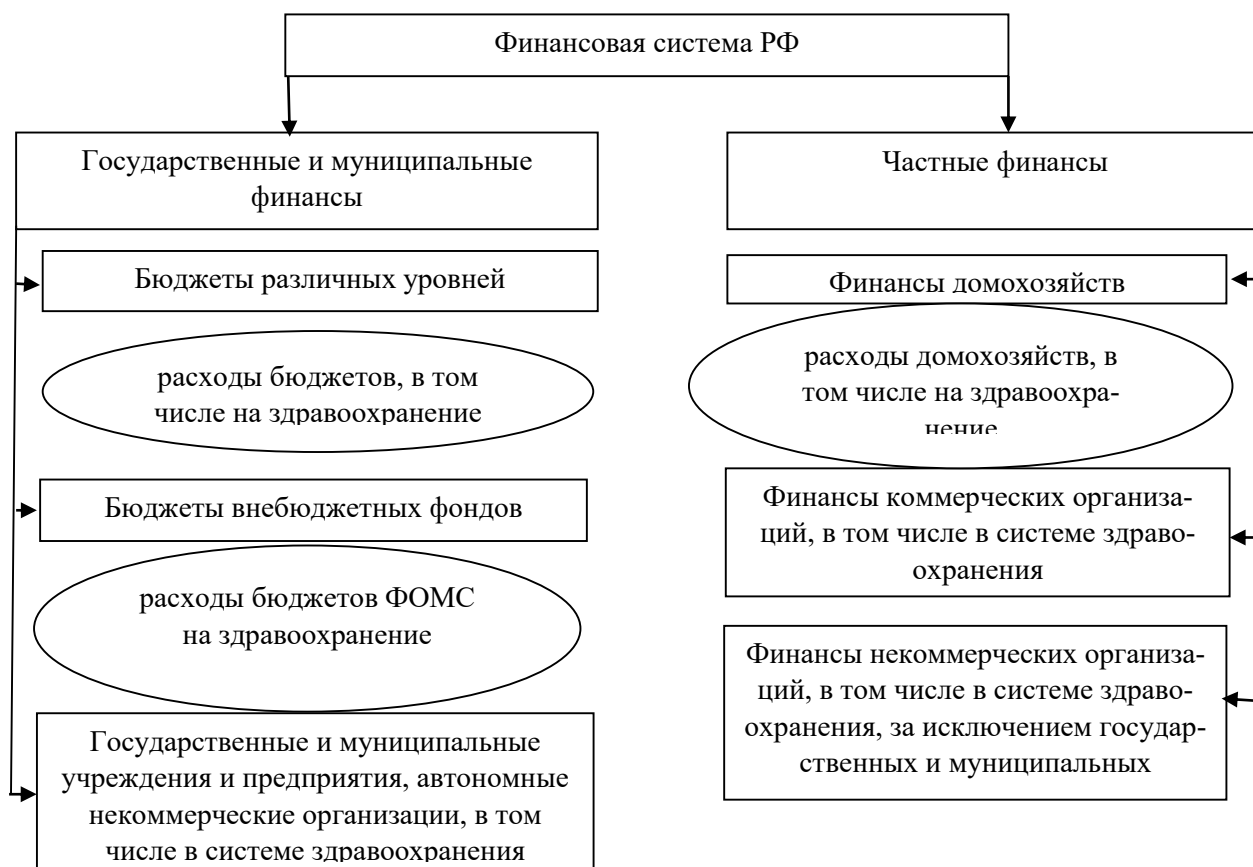 Финансовая система РФ
Государственные и муниципальные
финансы
Бюджеты различных уровней
расходы бюджетов, в том
числе на здравоохранение
Бюджеты внебюджетных фондов
расходы бюджетов ФОМС
на здравоохранение
Государственные и муниципальные
учреждения и предприятия, автономные
некоммерческие организации, в том
числе в системе здравоохранения
Частные финансы
Финансы домохозяйств
расходы домохозяйств, в
том числе на здравоохра-
нение
Финансы коммерческих организа-
ций, в том числе в системе здраво-
охранения
Финансы некоммерческих организа-
ций, в том числе в системе здраво-
охранения, за исключением государ-
ственных и муниципальных